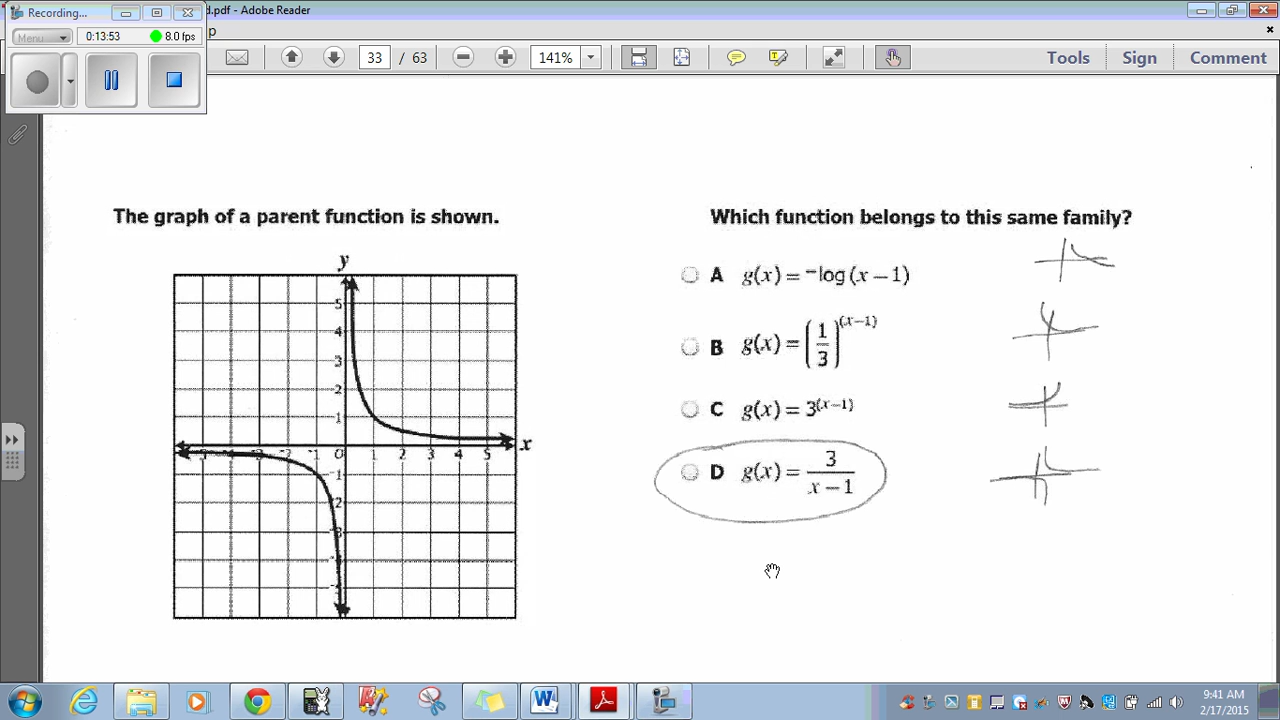 Recording...
d.pdf - Adobe Reader
Menu
0:13:53
8.0 fps
p
33 / 63
141%
Tools
Sign
Comment
The graph of a parent function is shown.
Which function belongs to this same family?
y
5
4
3
2
1
x
0
-1
1
2
3
4
5
-1
A g(x) = ⁻log (x – 1)
B g(x) = (1/3)^(x–1)
C g(x) = 3^(x–1)
D g(x) = 3/(x – 1)
9:41 AM
2/17/2015